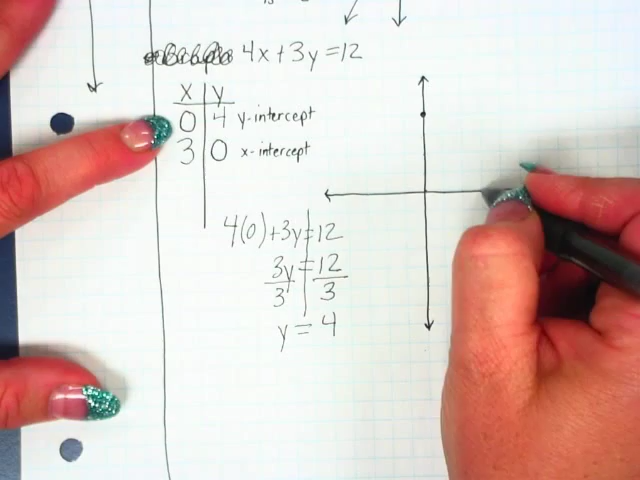 4x+3y=12
x y
0 4 y-intercept
3 0 x-intercept
4(0)+3y=12
3y=12
3 3
y=4